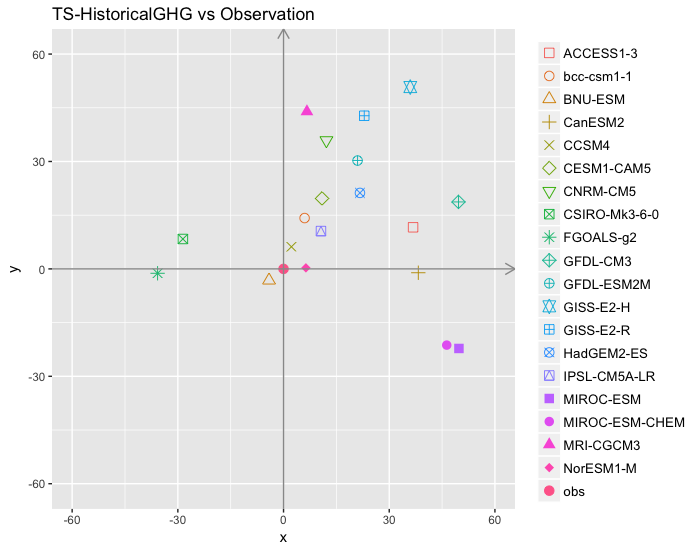 TS-HistoricalGHG vs Observation
60
30
0
-30
-60
y
-60 -30 0 30 60
x
ACCESS1-3
bcc-csm1-1
BNU-ESM
CanESM2
CCSM4
CESM1-CAM5
CNRM-CM5
CSIRO-Mk3-6-0
FGOALS-g2
GFDL-CM3
GFDL-ESM2M
GISS-E2-H
GISS-E2-R
HadGEM2-ES
IPSL-CM5A-LR
MIROC-ESM
MIROC-ESM-CHEM
MRI-CGCM3
NorESM1-M
obs